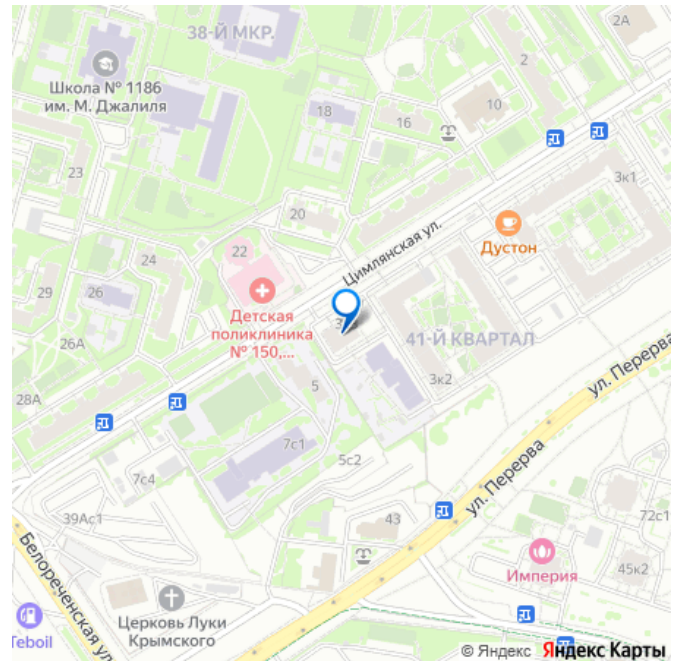 2А
38-Й МКР.
2
Школа № 1186
им. М. Джалиля
10
18
16
23
3к1
20
Цимлянская ул.
Дустон
22
24
29
26
Детская
поликлиника
№ 150,...
41-Й КВАРТАЛ
26А
ул. Перерва
3к2
5
28А
7с1
5с2
7с4
ул. Перерва
39Ас1
43
72с1
Белореченская ул.
Империя
45к2
Церковь Луки
Крымского
Teboil
© Яндекс Яндекс Карты